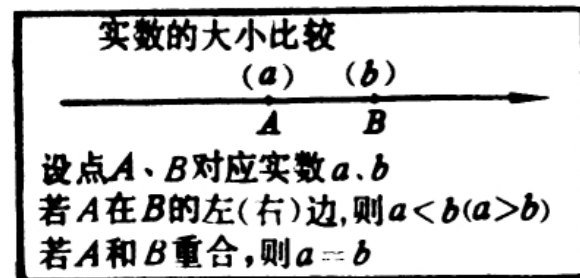 实数的大小比较
(a) (b)
A B
设点A、B对应实数a、b
若A在B的左(右)边,则a<b(a>b)
若A和B重合,则a=b